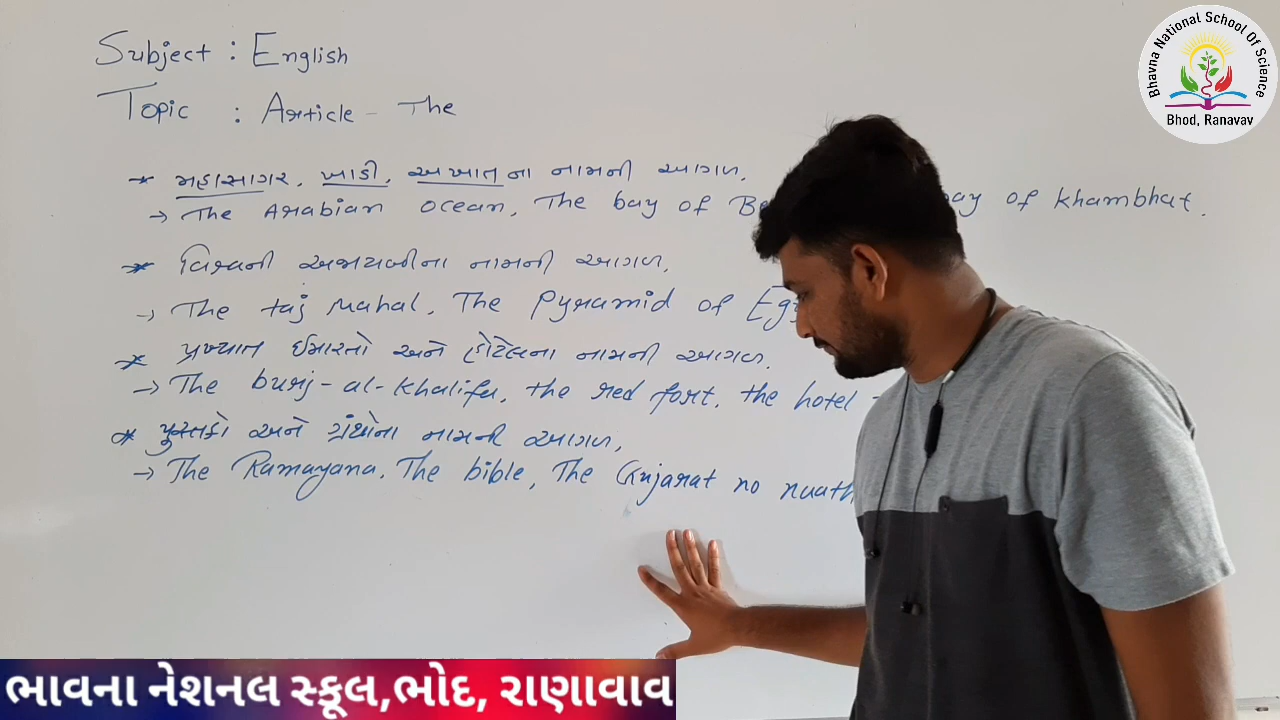 Subject : English
Topic : Article - The
* મહાસાગર, ખાડી, અખાતના નામની આગળ.
→ The Arabian Ocean, The bay of Be bay of Khambhat.
* વિશ્વની અજાયબીના નામની આગળ.
→ The taj Mahal, The Pyramid of Egy
* પ્રખ્યાત ઈમારતો અને હોટેલના નામની આગળ.
→ The burj-al-khalifa, the red fort, the hotel
* પુસ્તકો અને ગ્રંથોના નામની આગળ,
→ The Ramayana, The bible, The Gujarat no nuath
Bhavna National School Of Science
Bhod, Ranavav
ભાવના નેશનલ સ્કૂલ,ભોદ, રાણાવાવ